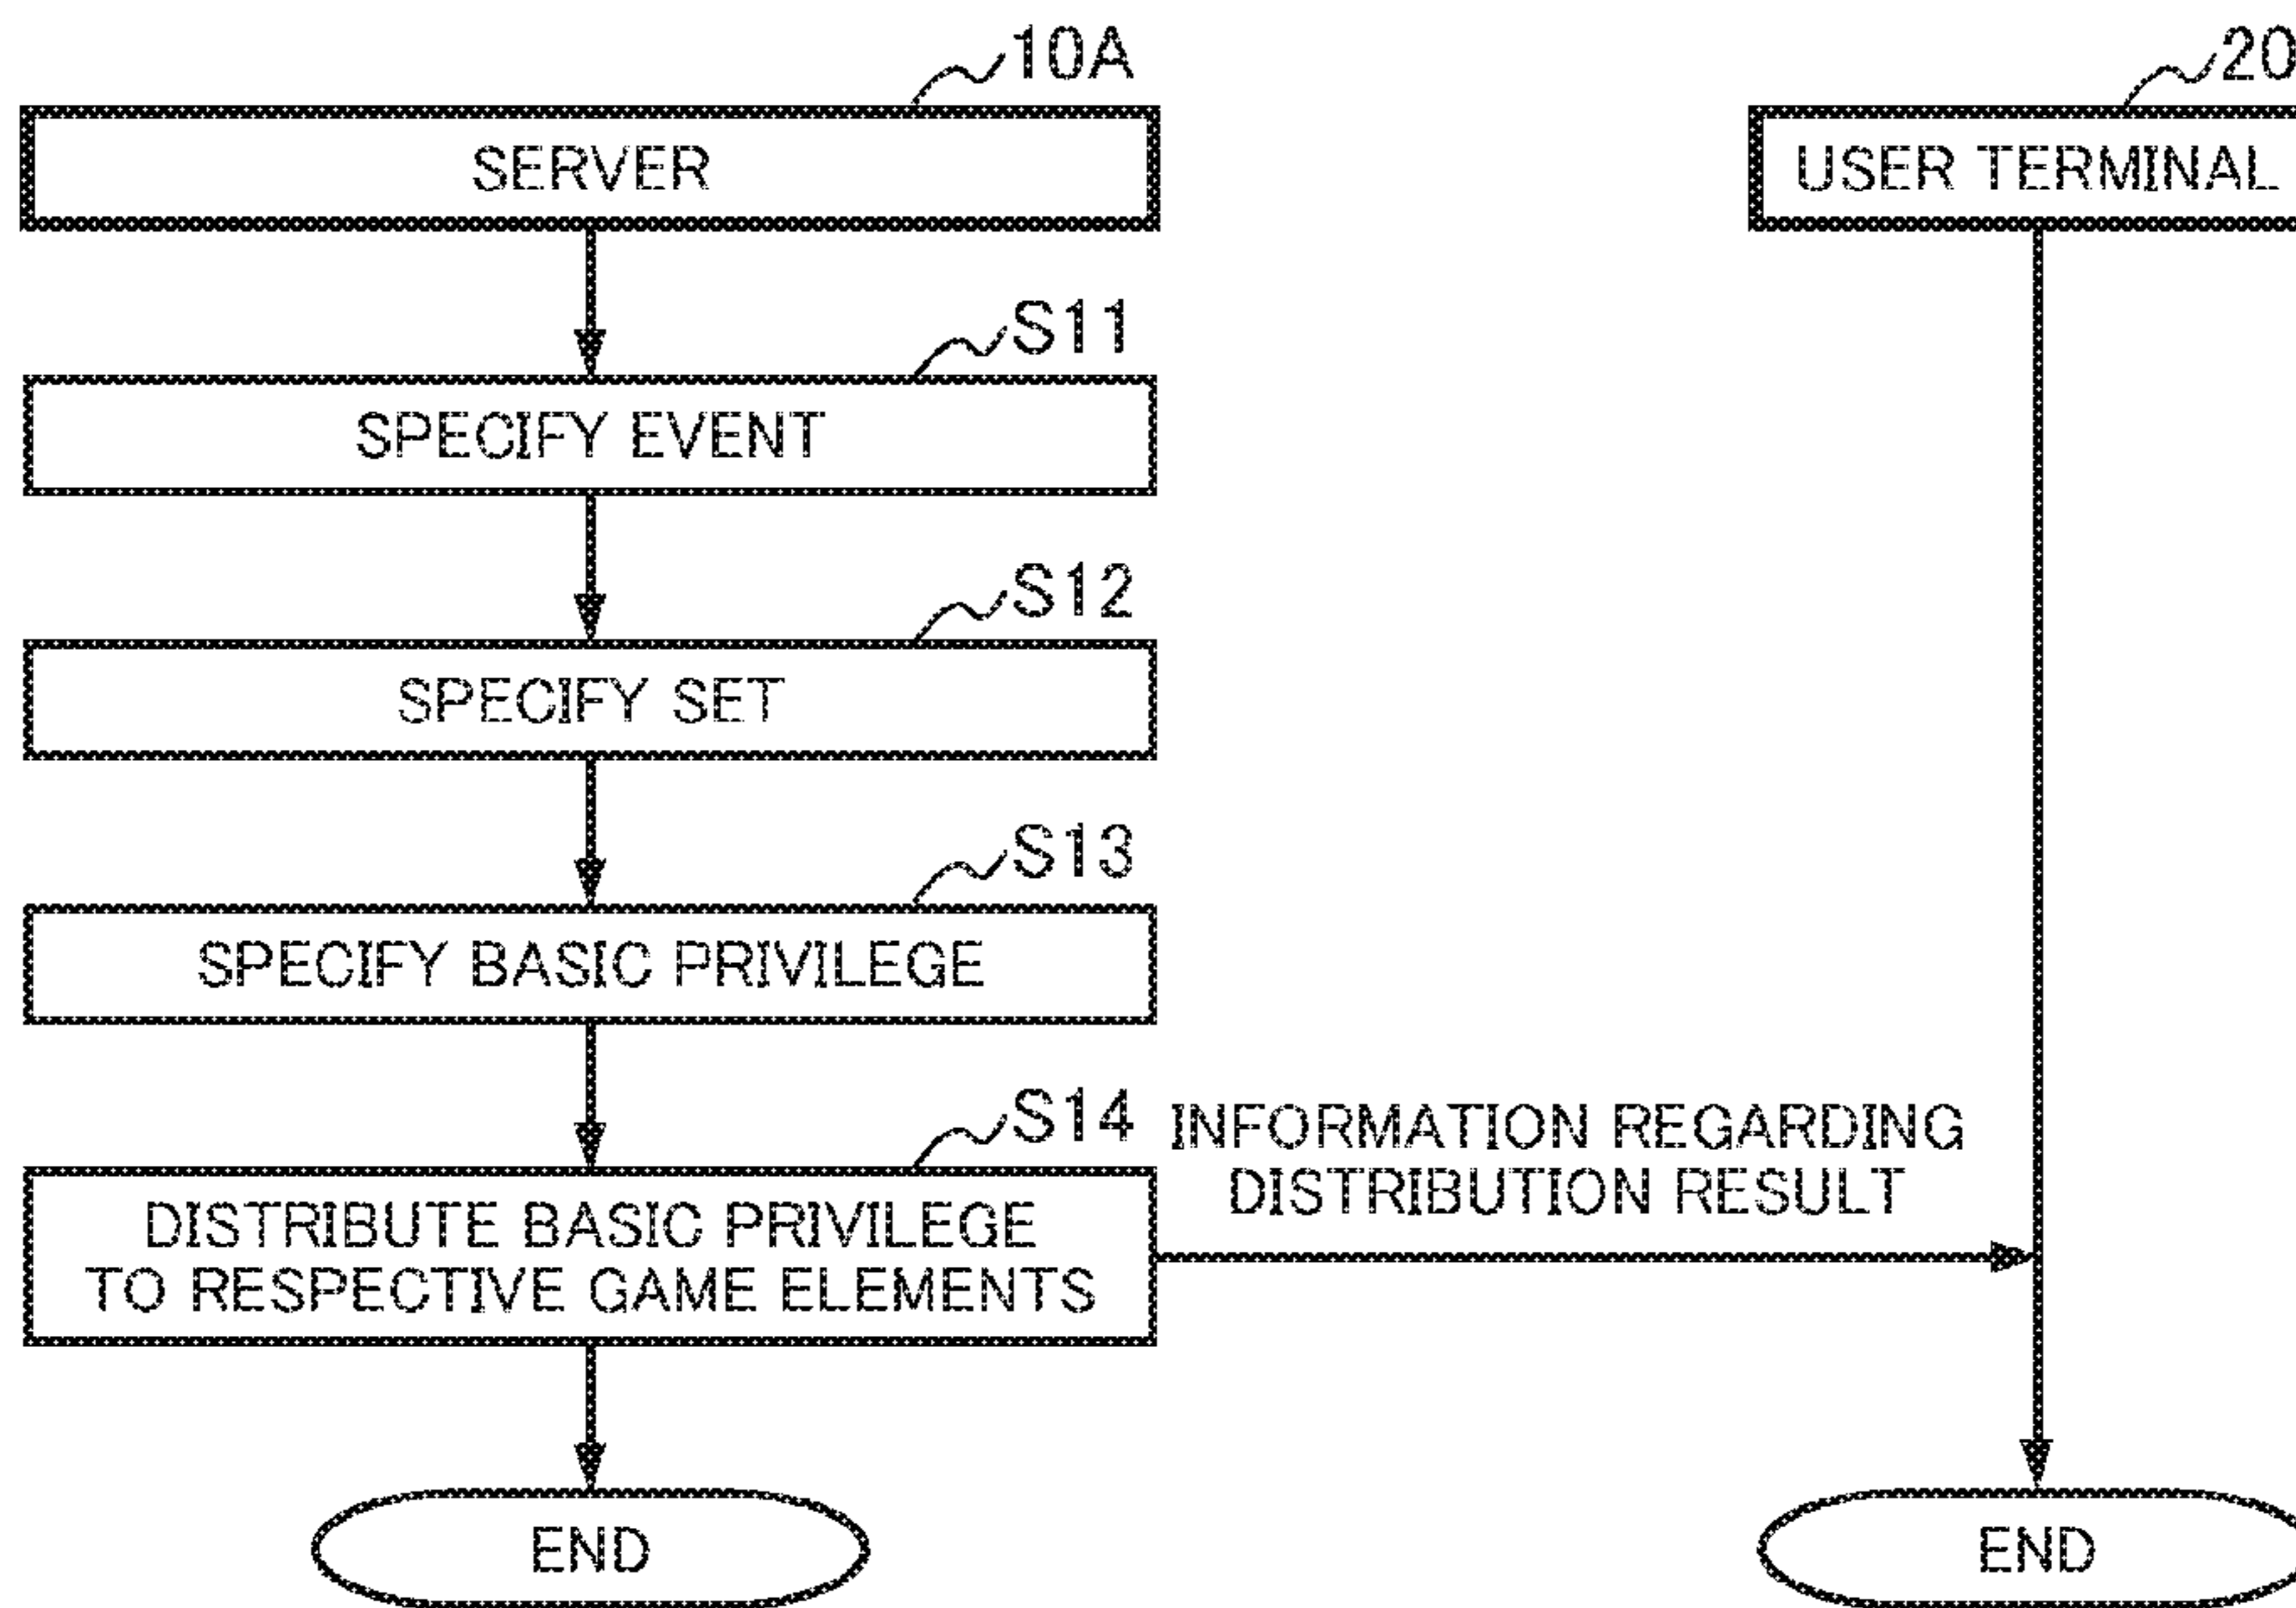 10A
20
SERVER
USER TERMINAL
S11
SPECIFY EVENT
S12
SPECIFY SET
S13
SPECIFY BASIC PRIVILEGE
S14
INFORMATION REGARDING
DISTRIBUTION RESULT
DISTRIBUTE BASIC PRIVILEGE
TO RESPECTIVE GAME ELEMENTS
END
END